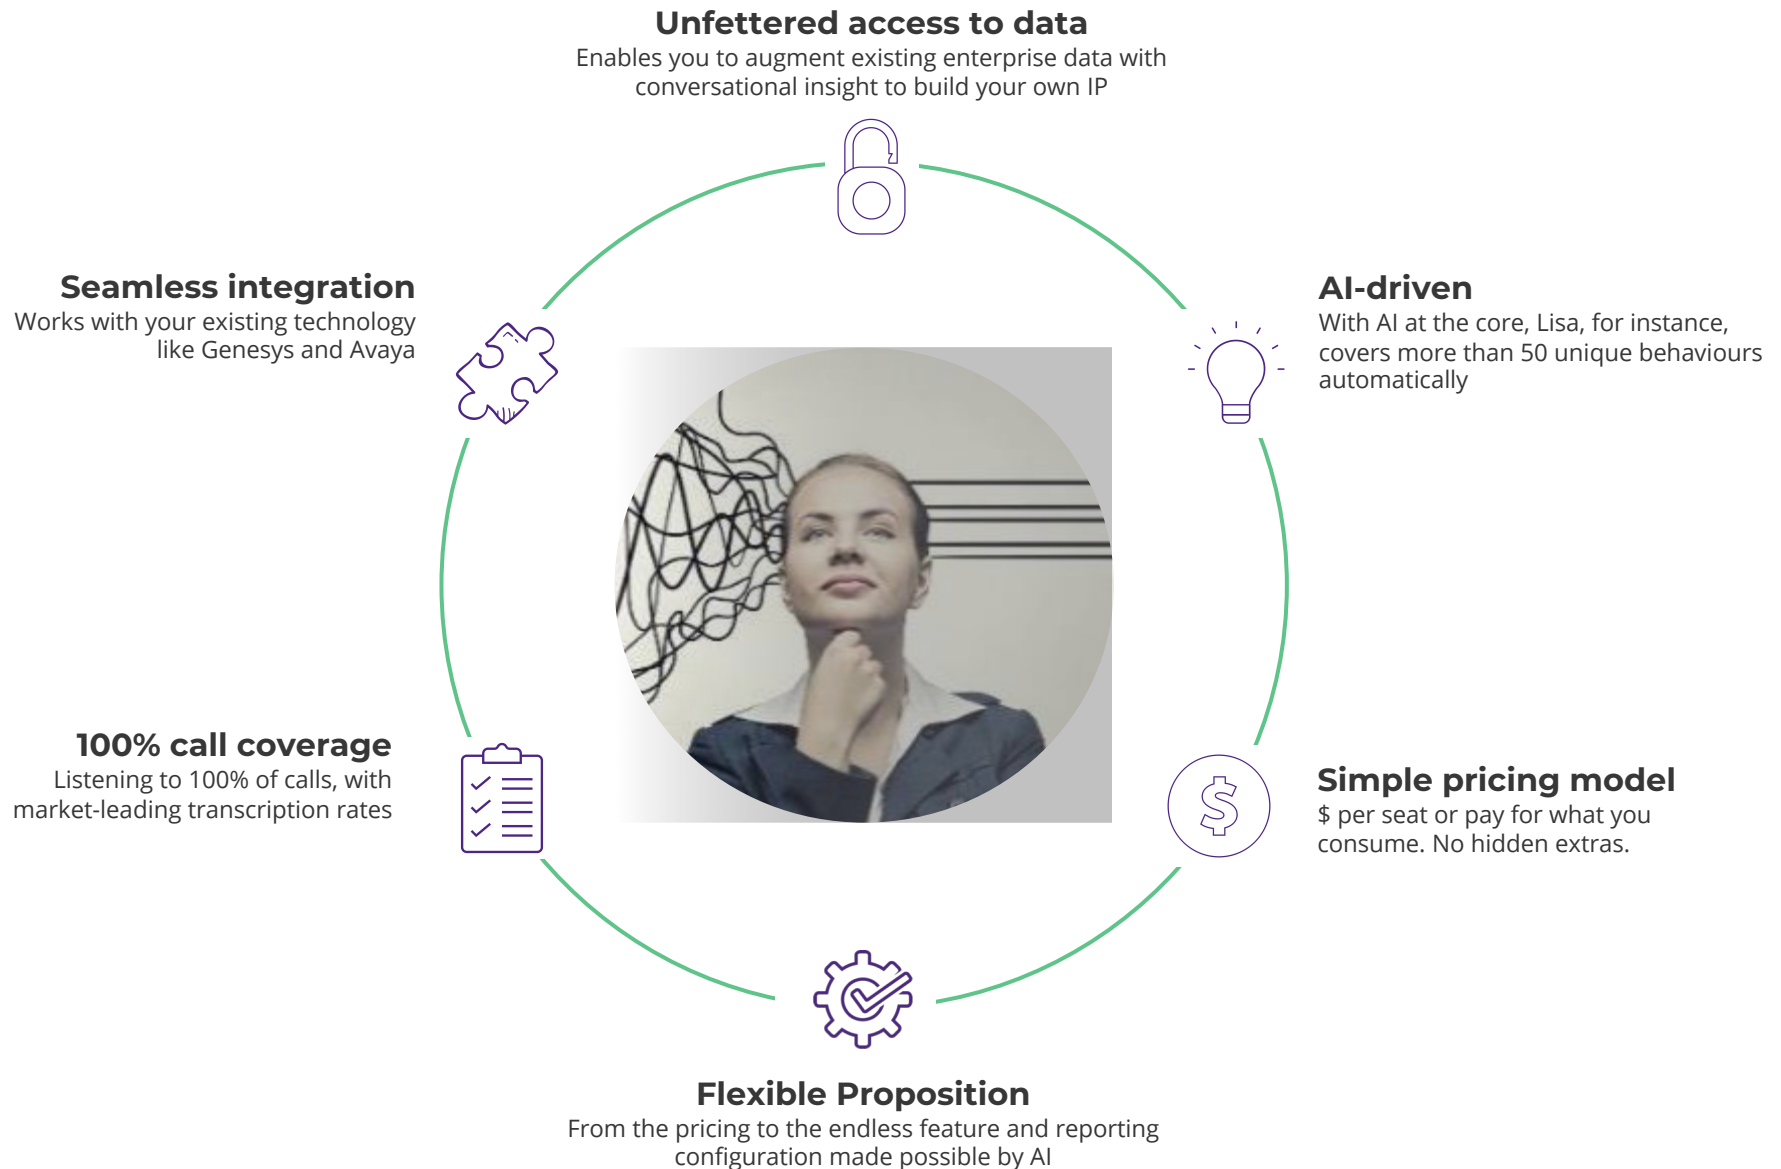 Unfettered access to data
Enables you to augment existing enterprise data with
conversational insight to build your own IP
Seamless integration
Works with your existing technology
like Genesys and Avaya
AI-driven
With AI at the core, Lisa, for instance,
covers more than 50 unique behaviours
automatically
100% call coverage
Listening to 100% of calls, with
market-leading transcription rates
Simple pricing model
$ per seat or pay for what you
consume. No hidden extras.
$
Flexible Proposition
From the pricing to the endless feature and reporting
configuration made possible by AI